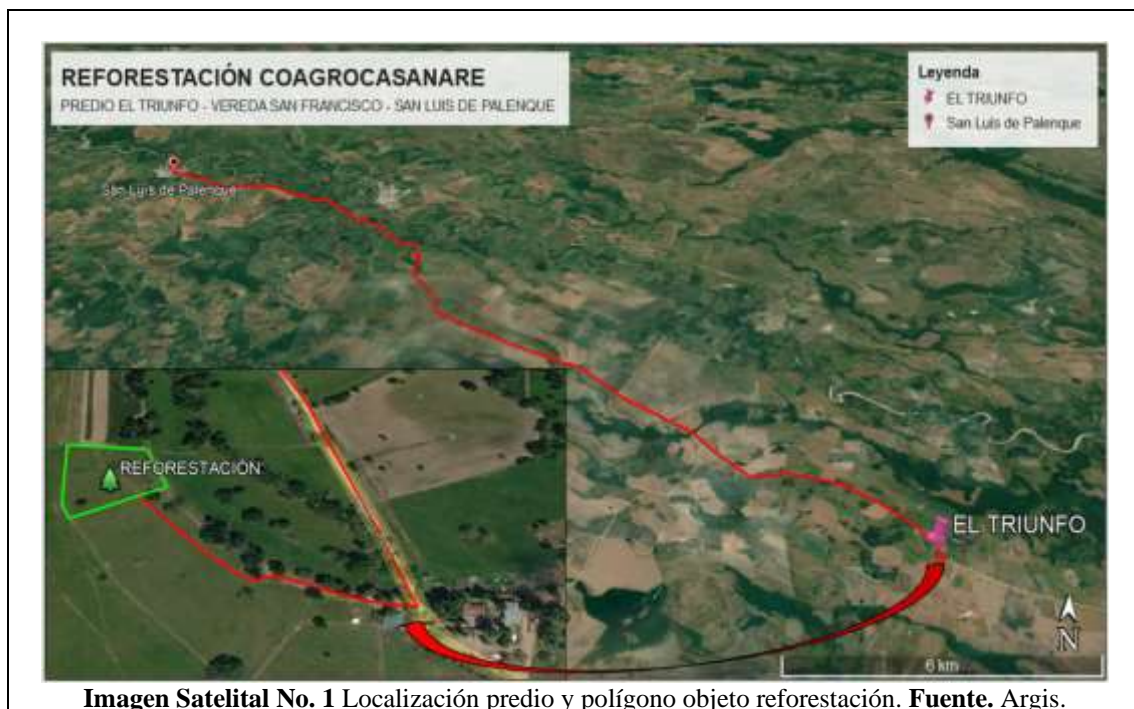 REFORESTACIÓN COAGROCASANARE
PREDIO EL TRIUNFO - VEREDA SAN FRANCISCO - SAN LUIS DE PALENQUE
Leyenda
EL TRIUNFO
San Luis de Palenque
San Luis de Palenque
REFORESTACIÓN
EL TRIUNFO
N
6 km
Imagen Satelital No. 1 Localización predio y polígono objeto reforestación. Fuente. Argis.